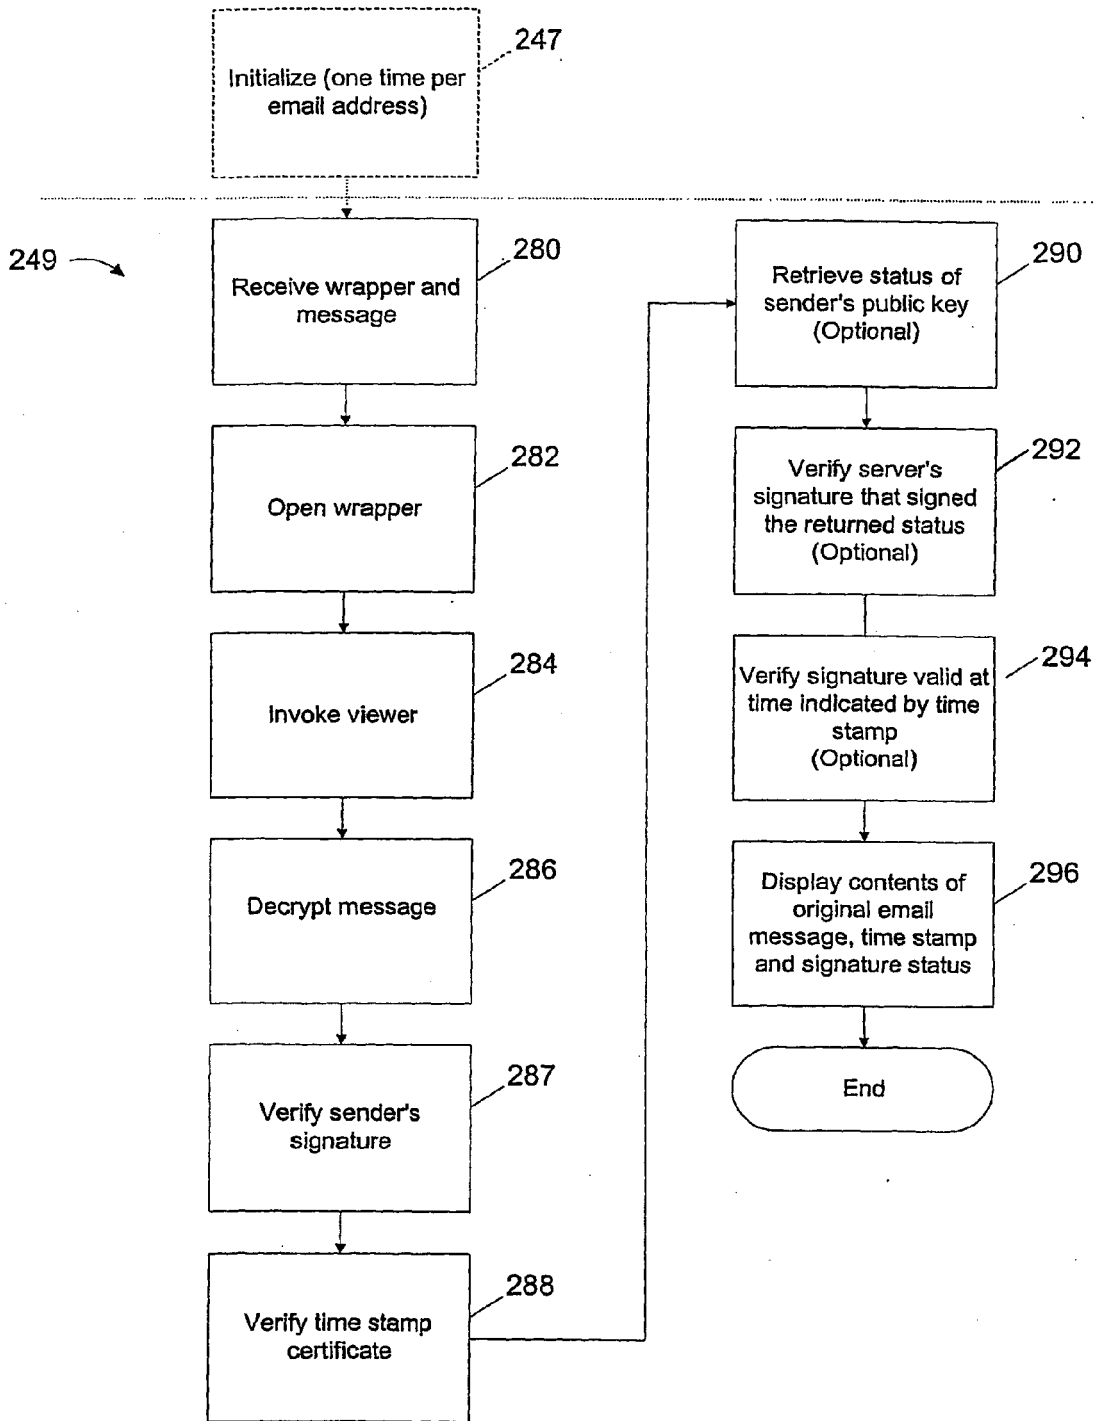 247
Initialize (one time per
email address)
249
280
Receive wrapper and
message
282
Open wrapper
284
Invoke viewer
286
Decrypt message
287
Verify sender's
signature
288
Verify time stamp
certificate
290
Retrieve status of
sender's public key
(Optional)
292
Verify server's
signature that signed
the returned status
(Optional)
294
Verify signature valid at
time indicated by time
stamp
(Optional)
296
Display contents of
original email
message, time stamp
and signature status
End